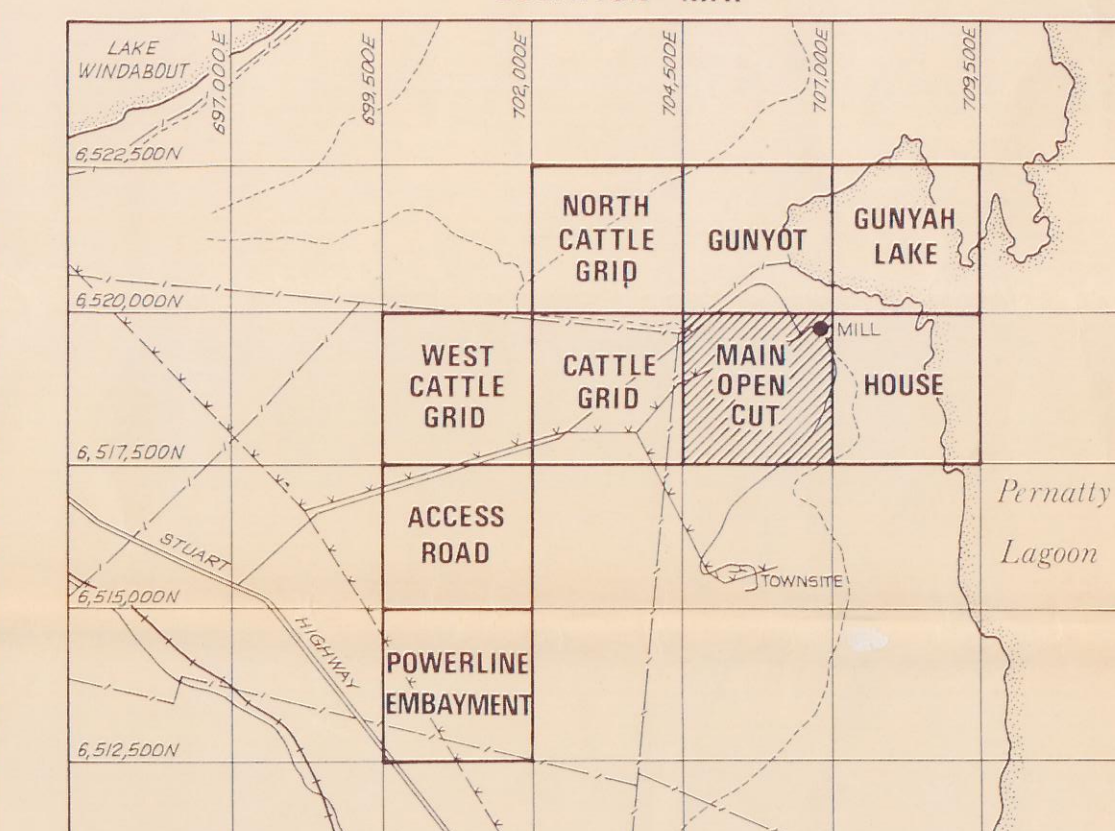 LAKE
WINDABOUT
697,000E
699,500E
702,000E
704,500E
707,000E
709,500E
6,522,500N
NORTH
CATTLE
GRID
GUNYOT
GUNYAH
LAKE
6,520,000N
WEST
CATTLE
GRID
CATTLE
GRID
MAIN
OPEN
CUT
MILL
HOUSE
6,517,500N
ACCESS
ROAD
Pernatty
Lagoon
STUART
HIGHWAY
TOWNSITE
6,515,000N
POWERLINE
EMBAYMENT
6,512,500N